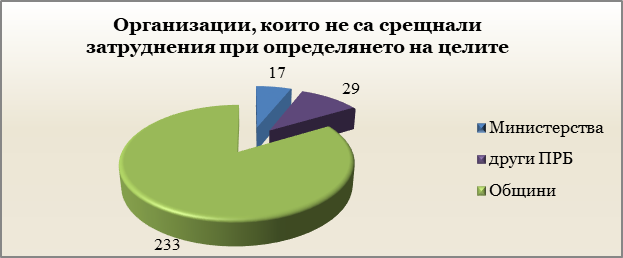 Организации, които не са срещнали
затруднения при определянето на целите
17
29
Министерства
други ПРБ
Общини
233